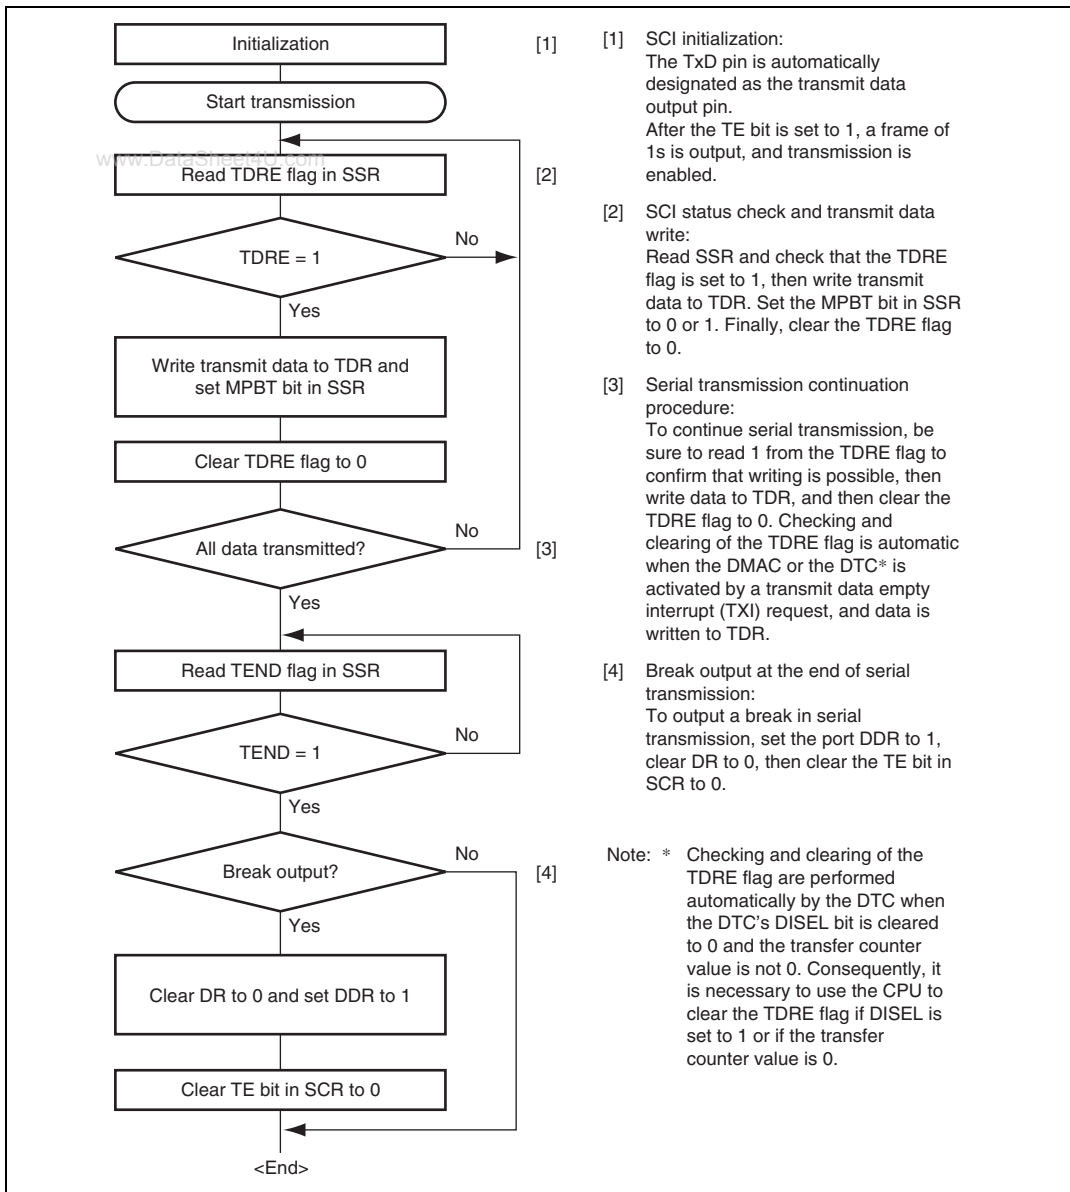 Initialization
[1]
Start transmission
www.DataSheet4U.com
Read TDRE flag in SSR
[2]
No
TDRE = 1
Yes
Write transmit data to TDR and
set MPBT bit in SSR
Clear TDRE flag to 0
No
All data transmitted?
[3]
Yes
Read TEND flag in SSR
No
TEND = 1
Yes
No
Break output?
[4]
Yes
Clear DR to 0 and set DDR to 1
Clear TE bit in SCR to 0
<End>
[1] SCI initialization:
The TxD pin is automatically
designated as the transmit data
output pin.
After the TE bit is set to 1, a frame of
1s is output, and transmission is
enabled.
[2] SCI status check and transmit data
write:
Read SSR and check that the TDRE
flag is set to 1, then write transmit
data to TDR. Set the MPBT bit in SSR
to 0 or 1. Finally, clear the TDRE flag
to 0.
[3] Serial transmission continuation
procedure:
To continue serial transmission, be
sure to read 1 from the TDRE flag to
confirm that writing is possible, then
write data to TDR, and then clear the
TDRE flag to 0. Checking and
clearing of the TDRE flag is automatic
when the DMAC or the DTC* is
activated by a transmit data empty
interrupt (TXI) request, and data is
written to TDR.
[4] Break output at the end of serial
transmission:
To output a break in serial
transmission, set the port DDR to 1,
clear DR to 0, then clear the TE bit in
SCR to 0.
Note: * Checking and clearing of the
TDRE flag are performed
automatically by the DTC when
the DTC's DISEL bit is cleared
to 0 and the transfer counter
value is not 0. Consequently, it
is necessary to use the CPU to
clear the TDRE flag if DISEL is
set to 1 or if the transfer
counter value is 0.